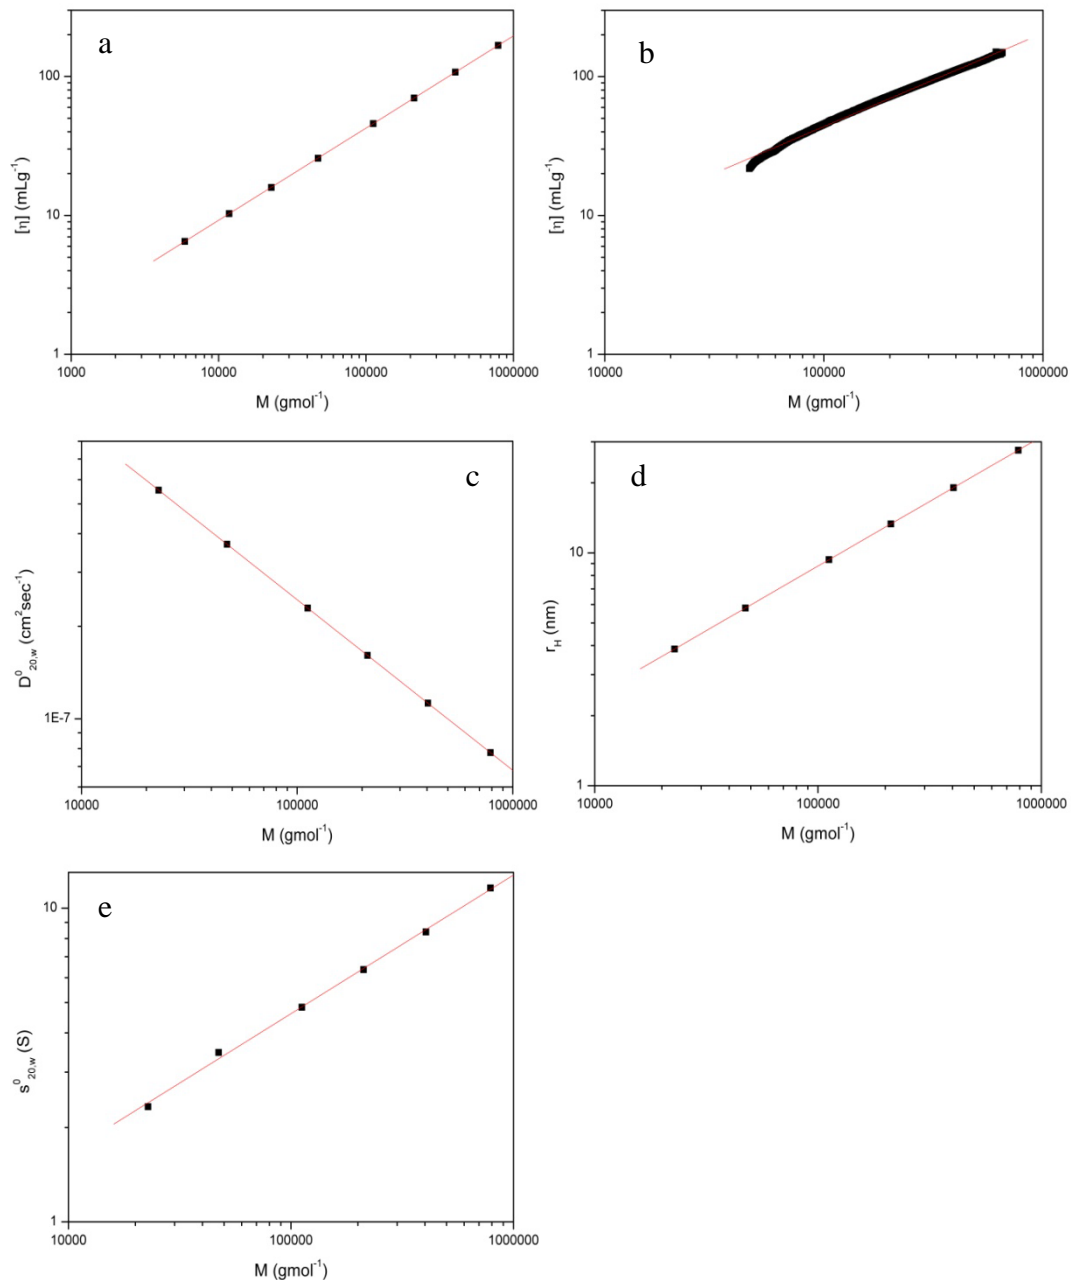 a
100
10
1
[η] (mLg⁻¹)
1000 10000 100000 1000000
M (gmol⁻¹)
b
100
10
1
[η] (mLg⁻¹)
10000 100000 1000000
M (gmol⁻¹)
c
1E-7
D⁰₂₀,w (cm²sec⁻¹)
10000 100000 1000000
M (gmol⁻¹)
d
10
1
r_H (nm)
10000 100000 1000000
M (gmol⁻¹)
e
10
1
s⁰₂₀,w (S)
10000 100000 1000000
M (gmol⁻¹)